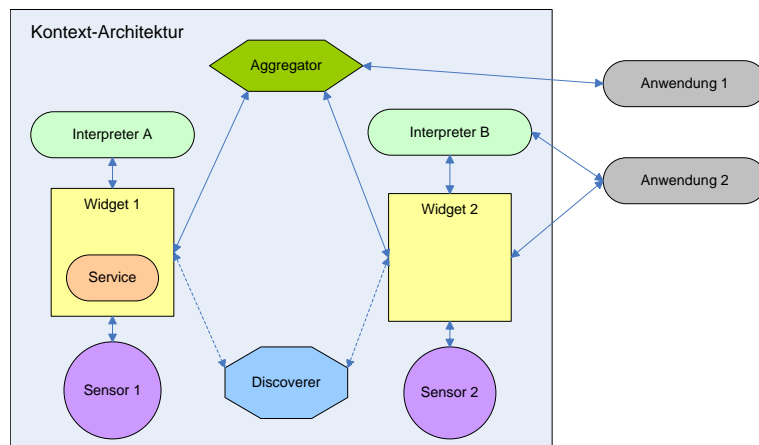 Kontext-Architektur
Aggregator
Anwendung 1
Interpreter A
Interpreter B
Anwendung 2
Widget 1
Widget 2
Service
Sensor 1
Discoverer
Sensor 2